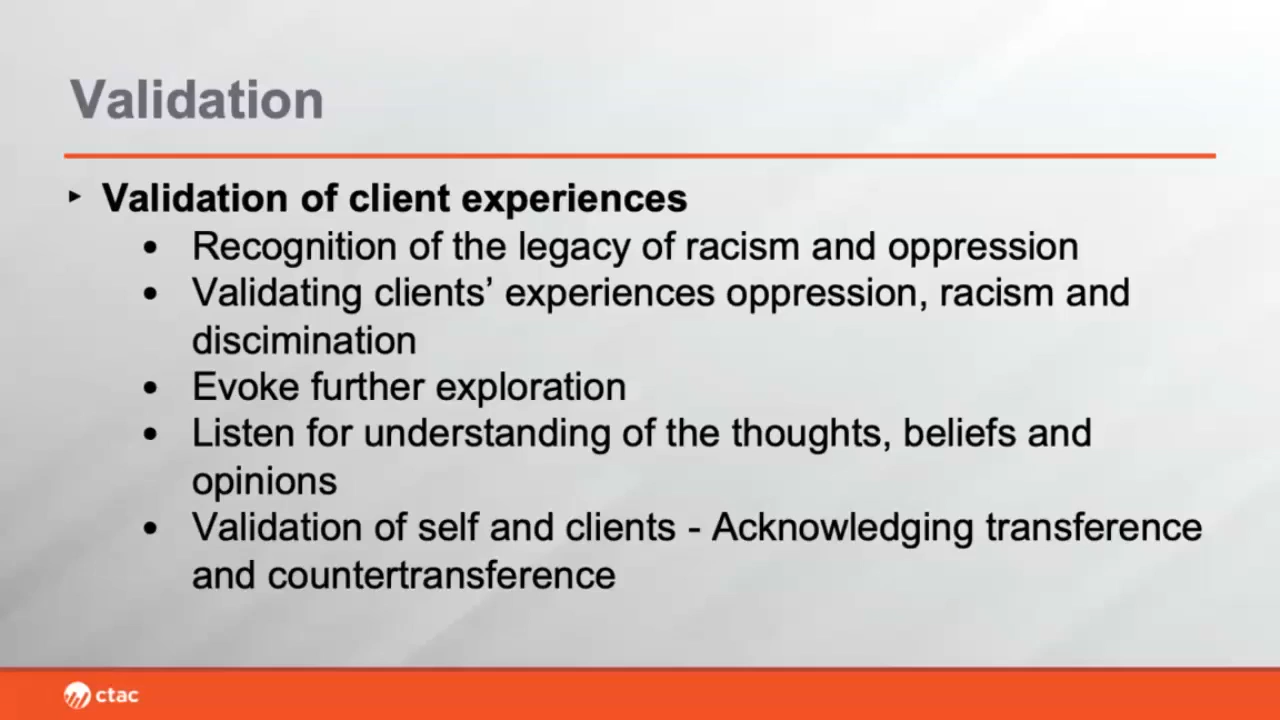 Validation
‣ Validation of client experiences
• Recognition of the legacy of racism and oppression
• Validating clients’ experiences oppression, racism and
discimination
• Evoke further exploration
• Listen for understanding of the thoughts, beliefs and
opinions
• Validation of self and clients - Acknowledging transference
and countertransference
ctac